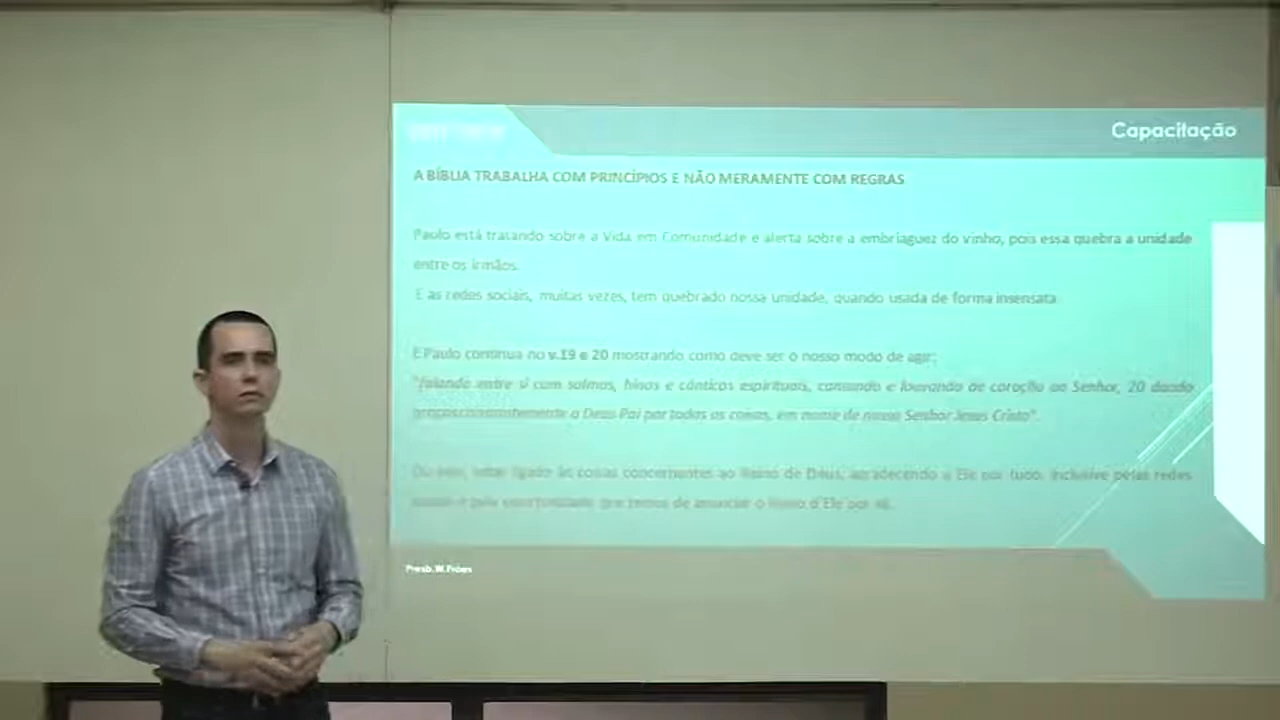 Capacitação
A BÍBLIA TRABALHA COM PRINCÍPIOS E NÃO MERAMENTE COM REGRAS
Paulo está tratando sobre a Vida em Comunidade e alerta sobre a embriaguez do vinho, pois essa quebra a unidade
entre os irmãos.
E as redes sociais, muitas vezes, tem quebrado nossa unidade, quando usada de forma insensata.
E Paulo continua no v.19 e 20 mostrando como deve ser o nosso modo de agir:
"falando entre si com salmos, hinos e cânticos espirituais, cantando e louvando de coração ao Senhor, 20 dando
graças constantemente a Deus Pai por todas as coisas, em nome de nosso Senhor Jesus Cristo".
Ou seja, estar ligado às coisas concernentes ao Reino de Deus, agradecendo a Ele por tudo, inclusive pelas redes
sociais e pela oportunidade que temos de anunciar o Reino d'Ele por
Presb. W.